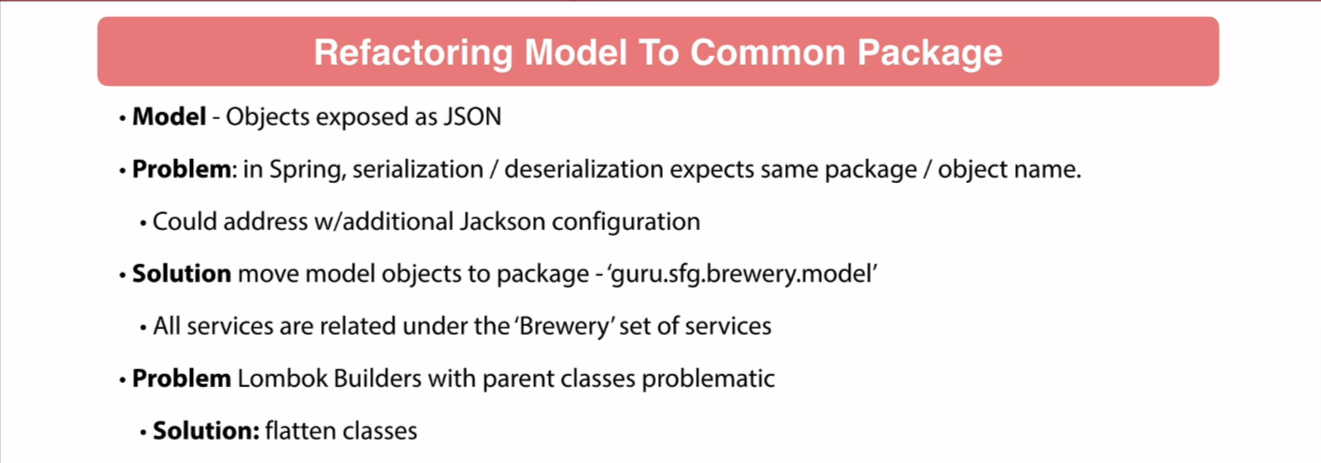 Refactoring Model To Common Package
• Model - Objects exposed as JSON
• Problem: in Spring, serialization / deserialization expects same package / object name.
• Could address w/additional Jackson configuration
• Solution move model objects to package - ‘guru.sfg.brewery.model’
• All services are related under the ‘Brewery’ set of services
• Problem Lombok Builders with parent classes problematic
• Solution: flatten classes